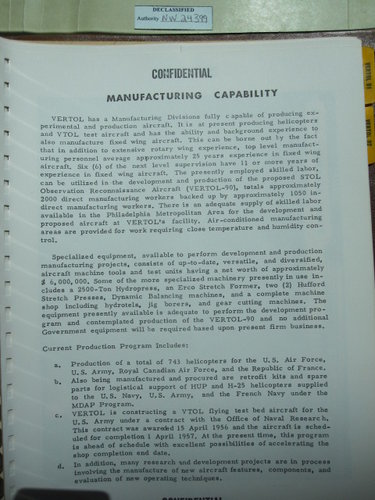 DECLASSIFIED
Authority NW 24399
CONFIDENTIAL
MANUFACTURING CAPABILITY
VERTOL has a Manufacturing Divisions fully capable of producing ex-
perimental and production aircraft. It is at present producing helicopters
and VTOL test aircraft and has the ability and background experience to
also manufacture fixed wing aircraft. This can be borne out by the fact
that in addition to extensive rotary wing experience, top level manufact-
uring personnel average approximately 25 years experience in fixed wing
aircraft. Six (6) of the next level supervision have 11 or more years of
experience in fixed wing aircraft. The presently employed skilled labor,
can be utilized in the development and production of the proposed STOL
Observation Reconnaissance Aircraft (VERTOL-90), totals approximately
2000 direct manufacturing workers backed up by approximately 1050 in-
direct manufacturing workers. There is an adequate supply of skilled labor
available in the Philadelphia Metropolitan Area for the development and
proposed aircraft at VERTOL's facility. Air-conditioned manufacturing
areas are provided for work requiring close temperature and humidity con-
trol.
Specialized equipment, available to perform development and production
manufacturing projects, consists of up-to-date, versatile, and diversified,
aircraft machine tools and test units having a net worth of approximately
$ 6,000,000. Some of the more specialized machinery presently in use in-
cludes a 2500-Ton Hydropress, an Erco Stretch Former, two (2) Hufford
Stretch Presses, Dynamic Balancing machines, and a complete machine
shop including hydrotels, jig borers, and gear cutting machines. The
equipment presently available is adequate to perform the development pro-
gram and contemplated production of the VERTOL-90 and no additional
Government equipment will be required based upon present firm business.
Current Production Program Includes:
a. Production of a total of 743 helicopters for the U.S. Air Force,
U.S. Army, Royal Canadian Air Force, and the Republic of France.
b. Also being manufactured and procured are retrofit kits and spare
parts for logistical support of HUP and H-25 helicopters supplied
to the U.S. Navy, U.S. Army, and the French Navy under the
MDAP Program.
c. VERTOL is constructing a VTOL flying test bed aircraft for the
U.S. Army under a contract with the Office of Naval Research.
This contract was awarded 15 April 1956 and the aircraft is sched-
uled for completion 1 April 1957. At the present time, this program
is ahead of schedule with excellent possibilities of accelerating the
shop completion end date.
d. In addition, many research and development projects are in process
involving the manufacture of new aircraft features, components, and
evaluation of new operating techniques.
CONFIDENTIAL